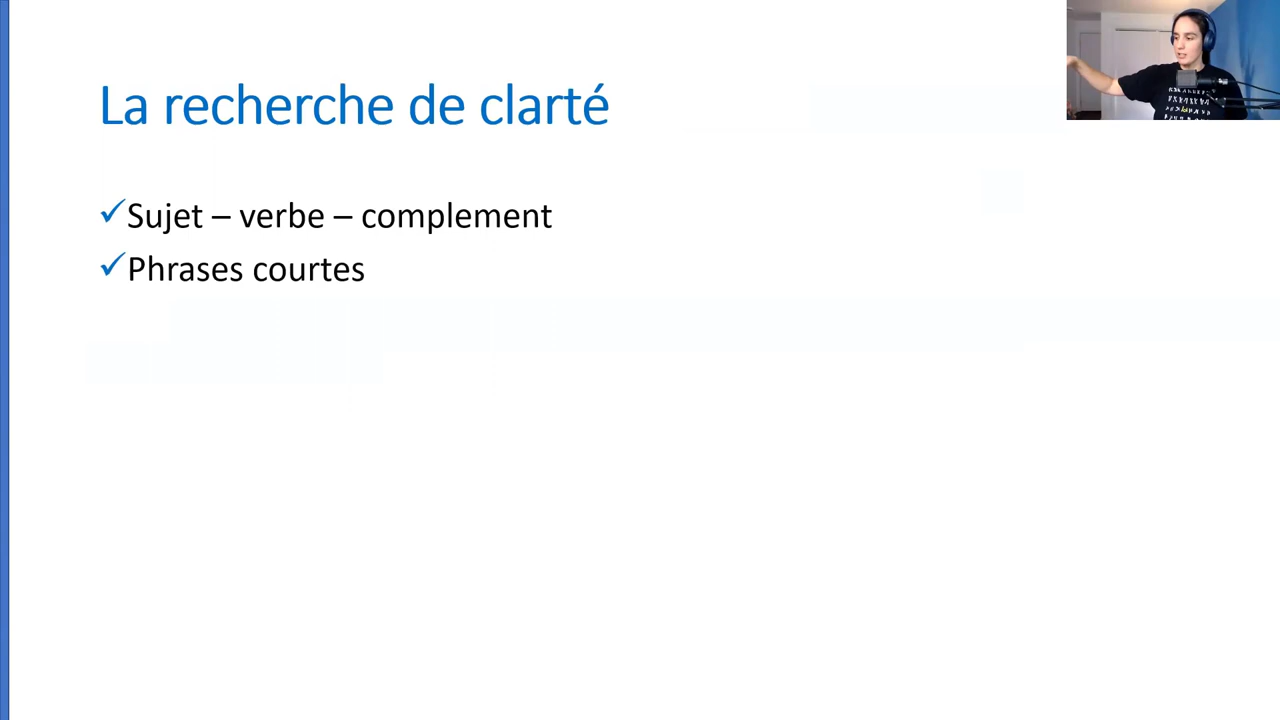 La recherche de clarté
Sujet – verbe – complement
Phrases courtes